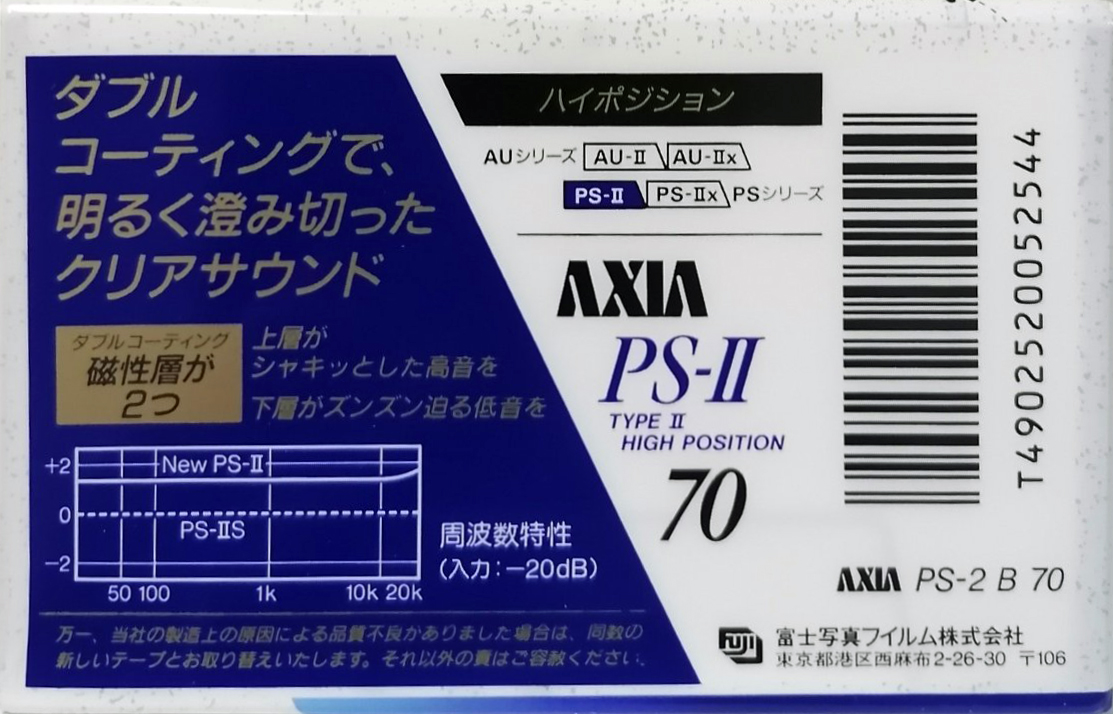 ダブル
コーティングで、
明るく澄み切った
クリアサウンド
ダブルコーティング
磁性層が
2つ
上層が
シャキッとした高音を
下層がズンズン迫る低音を
+2
New PS-II
0
PS-IIS
−2
50 100 1k 10k 20k
周波数特性
(入力:−20dB)
万一、当社の製造上の原因による品質不良がありました場合は、同数の
新しいテープとお取り替えいたします。それ以外の責はご容赦ください。
ハイポジション
AUシリーズ AU-II AU-IIx
PS-II PS-IIx PSシリーズ
AXIA
PS-II
TYPE II
HIGH POSITION
70
T4902520052544
AXIA PS-2 B 70
FUJI
富士写真フイルム株式会社
東京都港区西麻布2-26-30 〒106